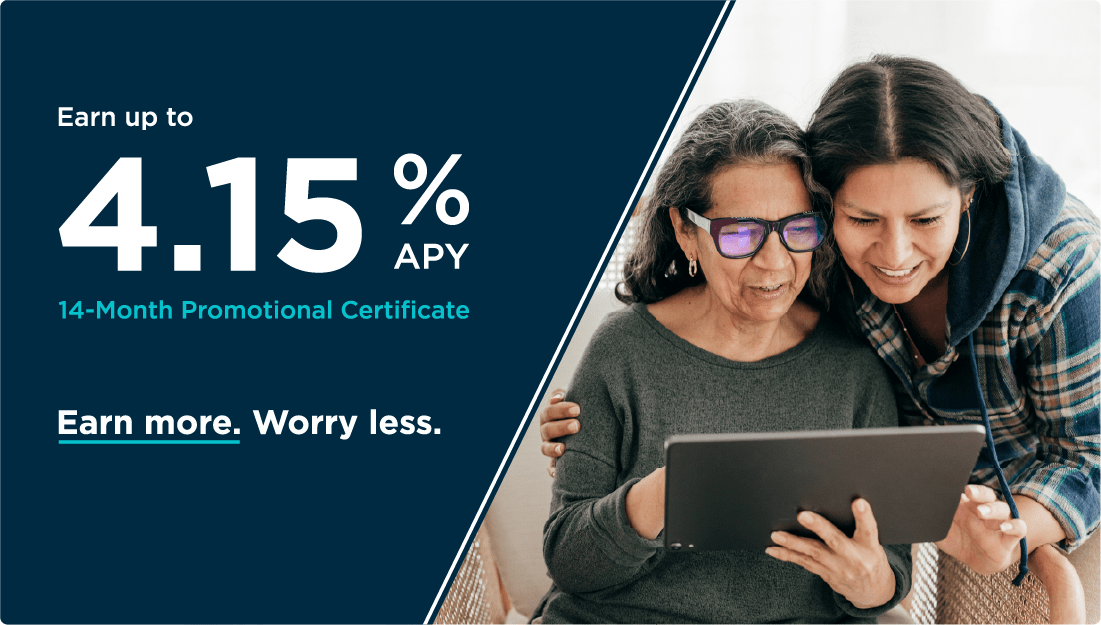 Earn up to
4.15%
APY
14-Month Promotional Certificate
Earn more. Worry less.